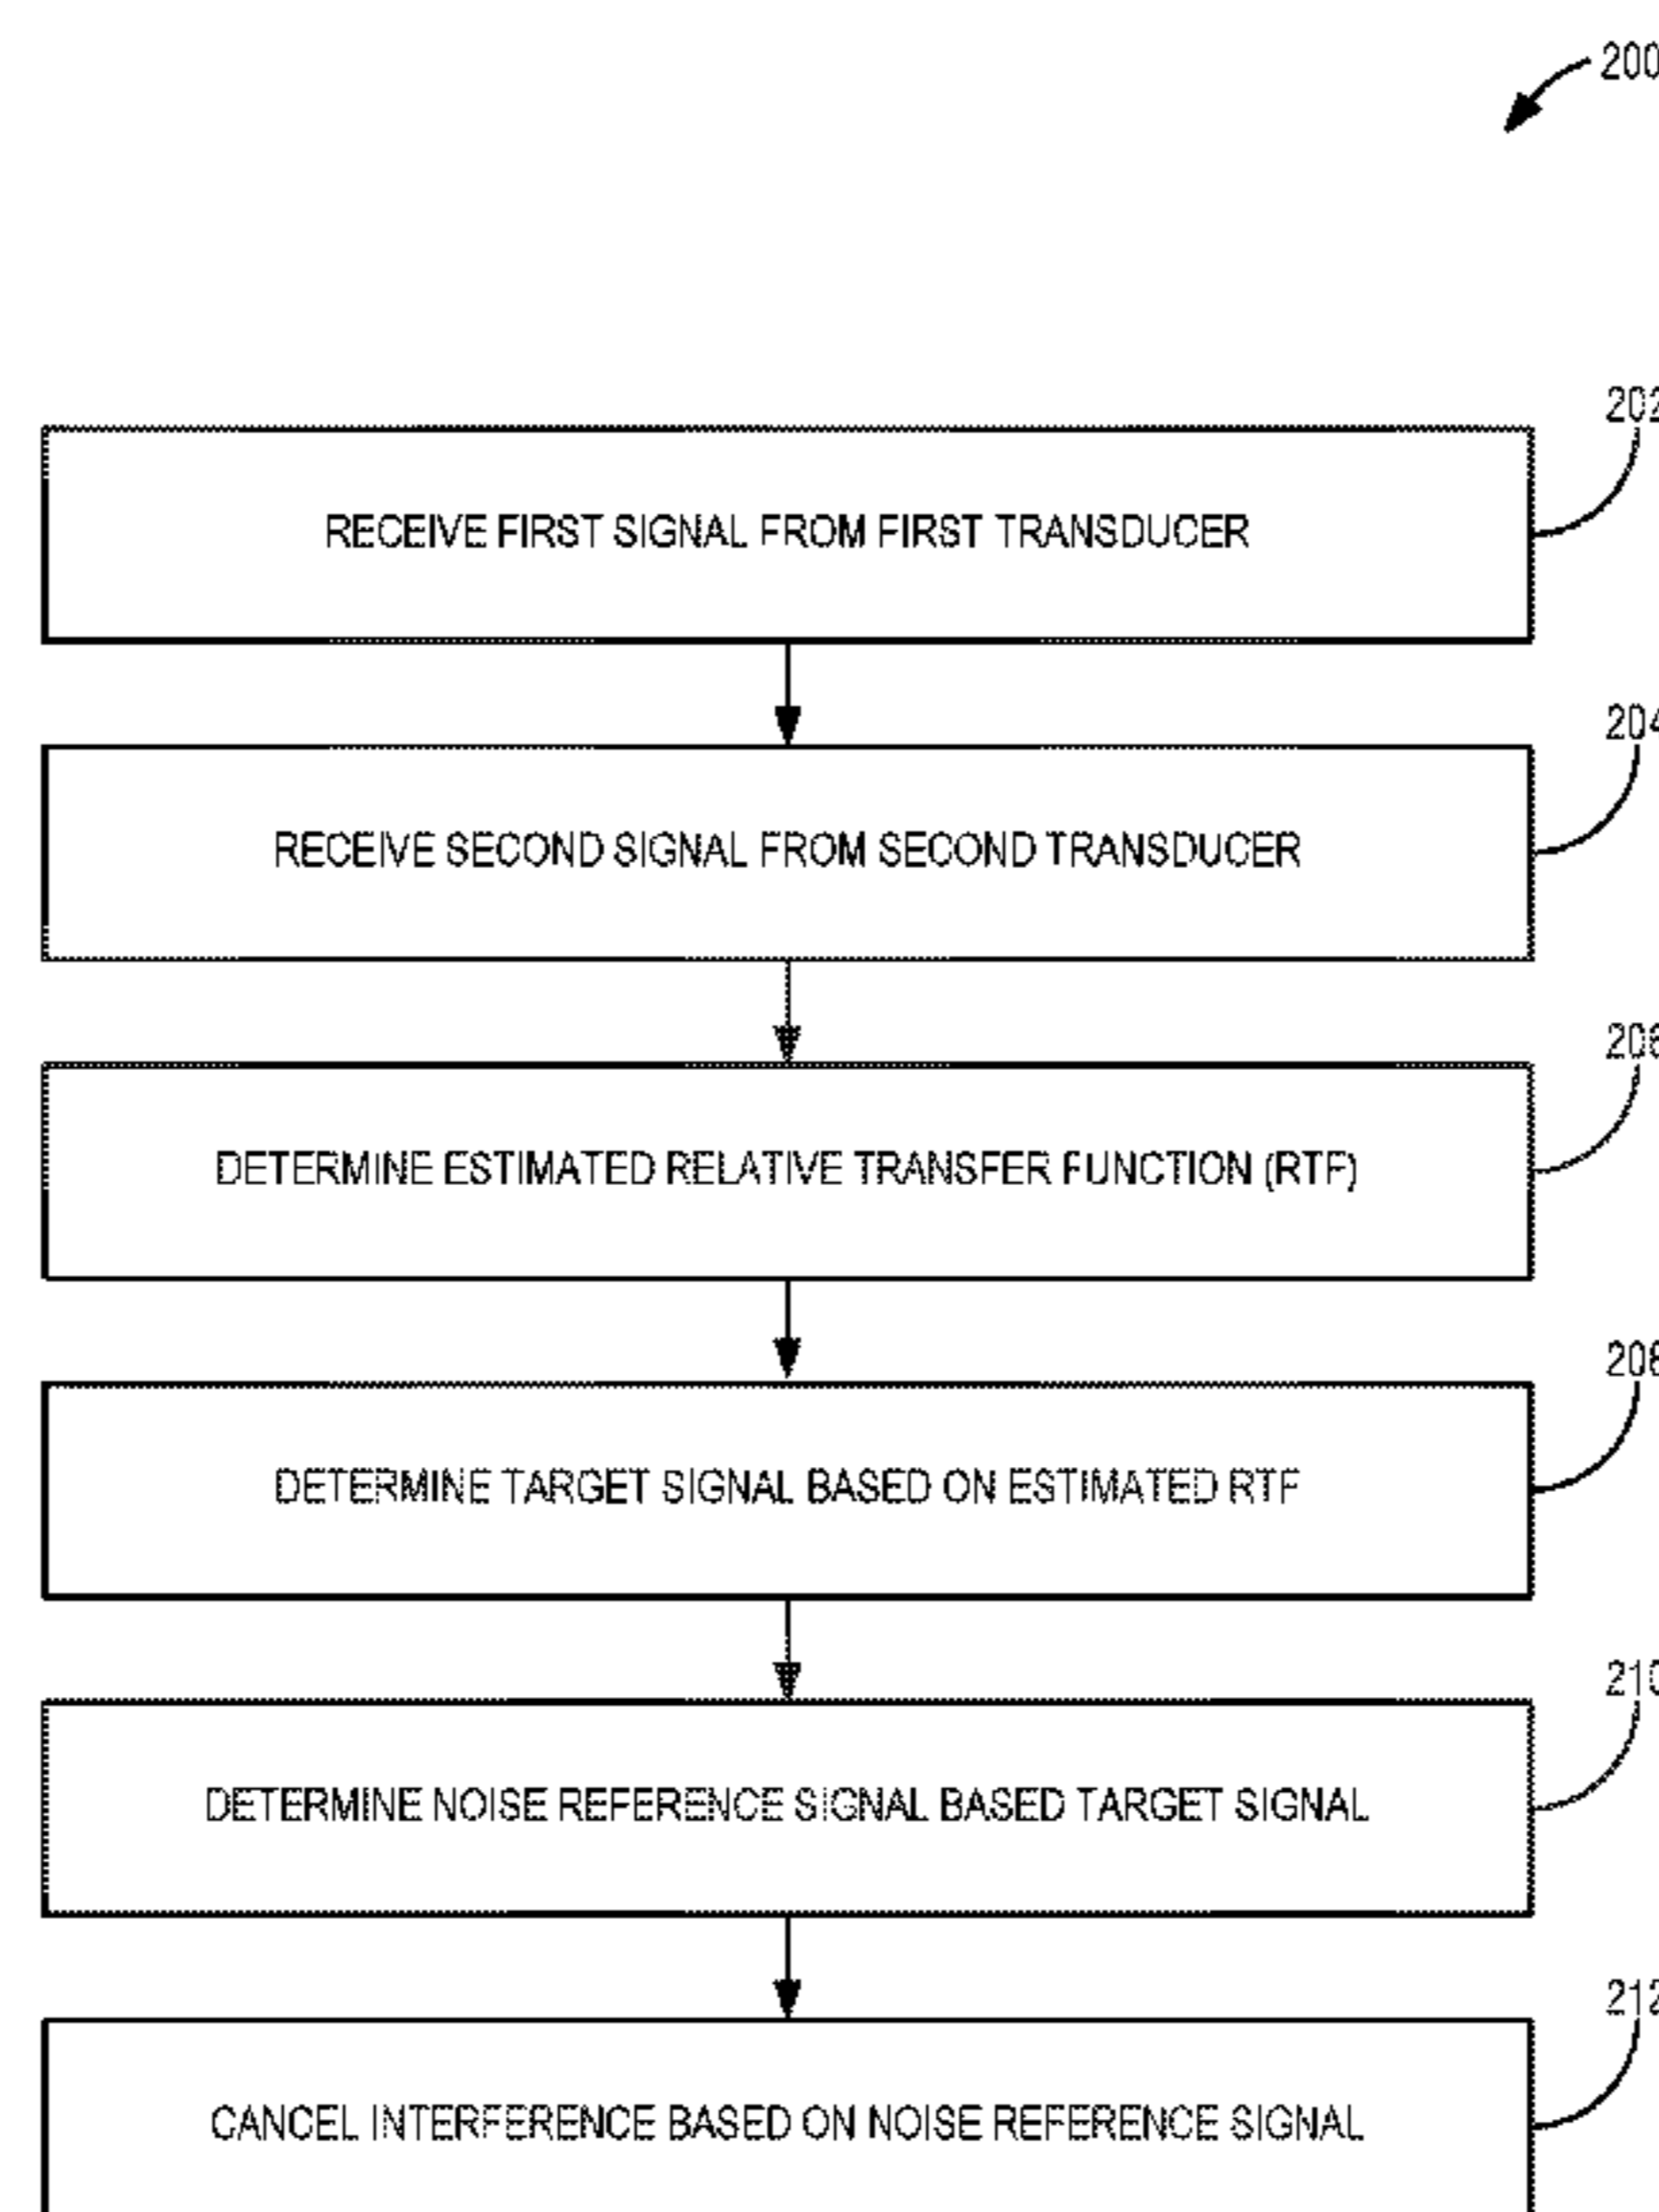 200
202
RECEIVE FIRST SIGNAL FROM FIRST TRANSDUCER
204
RECEIVE SECOND SIGNAL FROM SECOND TRANSDUCER
206
DETERMINE ESTIMATED RELATIVE TRANSFER FUNCTION (RTF)
208
DETERMINE TARGET SIGNAL BASED ON ESTIMATED RTF
210
DETERMINE NOISE REFERENCE SIGNAL BASED TARGET SIGNAL
212
CANCEL INTERFERENCE BASED ON NOISE REFERENCE SIGNAL